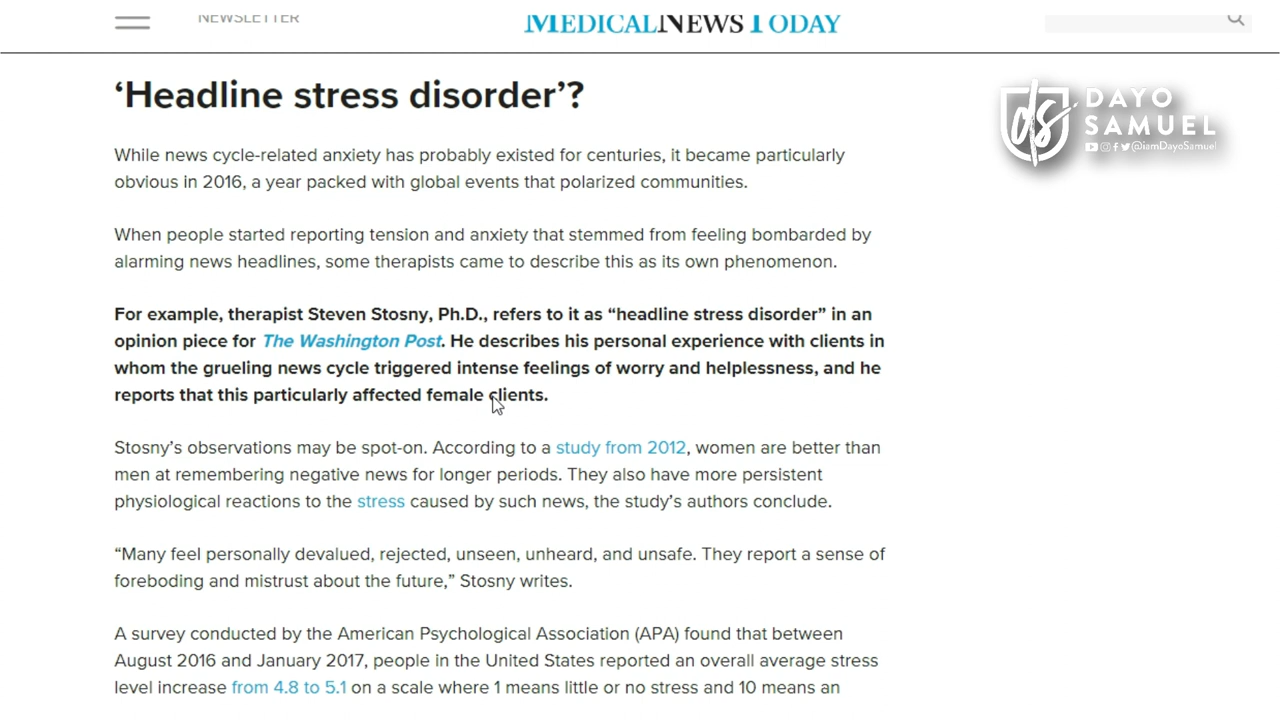 NEWSLETTER
MEDICALNEWSTODAY
‘Headline stress disorder’?
DAYO
SAMUEL
@iamDayoSamuel
While news cycle-related anxiety has probably existed for centuries, it became particularly
obvious in 2016, a year packed with global events that polarized communities.
When people started reporting tension and anxiety that stemmed from feeling bombarded by
alarming news headlines, some therapists came to describe this as its own phenomenon.
For example, therapist Steven Stosny, Ph.D., refers to it as “headline stress disorder” in an
opinion piece for The Washington Post. He describes his personal experience with clients in
whom the grueling news cycle triggered intense feelings of worry and helplessness, and he
reports that this particularly affected female clients.
Stosny’s observations may be spot-on. According to a study from 2012, women are better than
men at remembering negative news for longer periods. They also have more persistent
physiological reactions to the stress caused by such news, the study’s authors conclude.
“Many feel personally devalued, rejected, unseen, unheard, and unsafe. They report a sense of
foreboding and mistrust about the future,” Stosny writes.
A survey conducted by the American Psychological Association (APA) found that between
August 2016 and January 2017, people in the United States reported an overall average stress
level increase from 4.8 to 5.1 on a scale where 1 means little or no stress and 10 means an